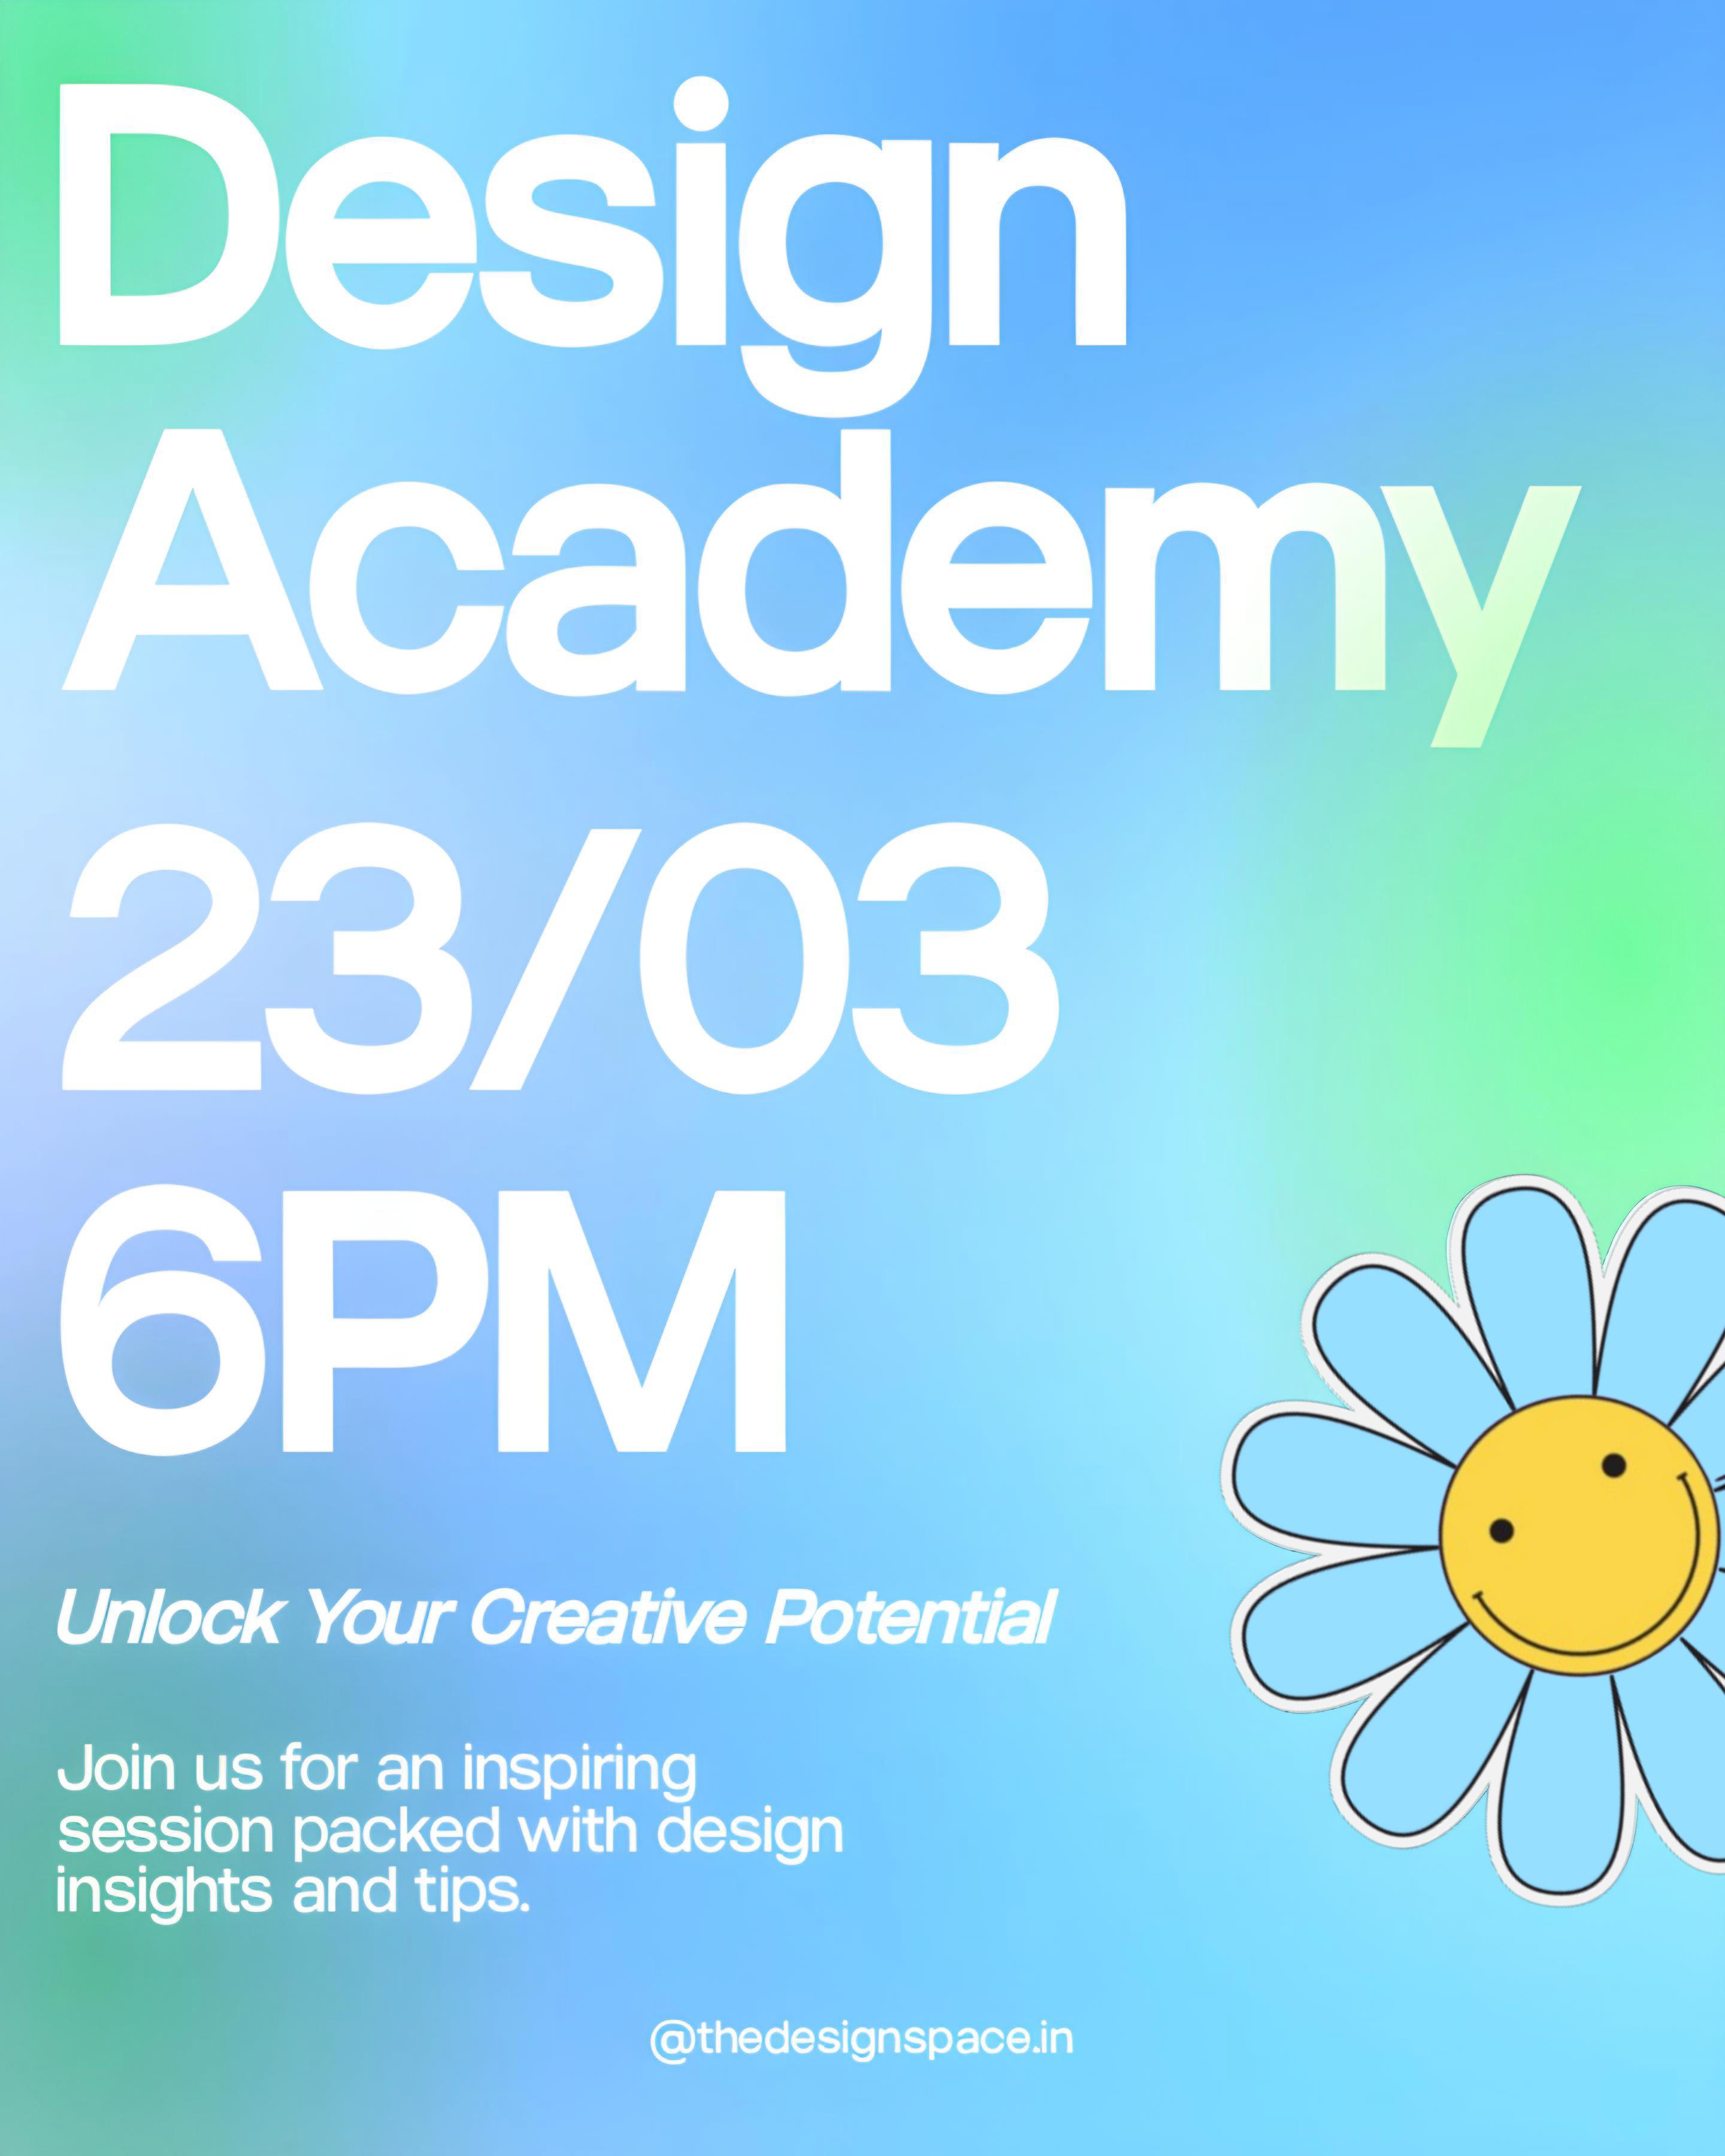 Design
Academy
23/03
6PM
Unlock Your Creative Potential
Join us for an inspiring
session packed with design
insights and tips.
@thedesignspace.in